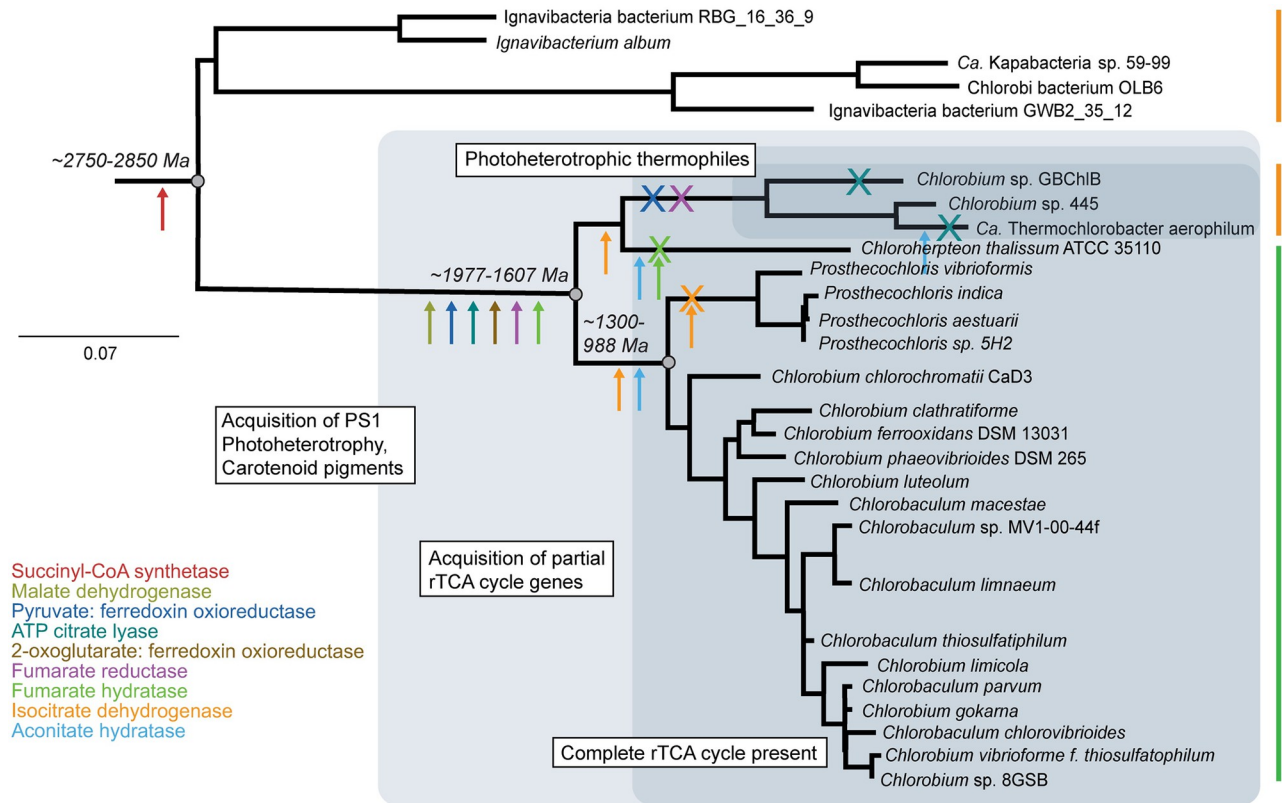 Ignavibacteria bacterium RBG_16_36_9
Ignavibacterium album
Ca. Kapabacteria sp. 59-99
Chlorobi bacterium OLB6
Ignavibacteria bacterium GWB2_35_12
~2750-2850 Ma
Photoheterotrophic thermophiles
Chlorobium sp. GBChlB
Chlorobium sp. 445
Ca. Thermochlorobacter aerophilum
Chloroherpteon thalissum ATCC 35110
~1977-1607 Ma
Prosthecochloris vibrioformis
Prosthecochloris indica
Prosthecochloris aestuarii
Prosthecochloris sp. 5H2
~1300-
988 Ma
0.07
Chlorobium chlorochromatii CaD3
Chlorobium clathratiforme
Chlorobium ferrooxidans DSM 13031
Chlorobium phaeovibrioides DSM 265
Acquisition of PS1
Photoheterotrophy,
Carotenoid pigments
Chlorobium luteolum
Chlorobaculum macestae
Chlorobaculum sp. MV1-00-44f
Chlorobaculum limnaeum
Acquisition of partial
rTCA cycle genes
Succinyl-CoA synthetase
Malate dehydrogenase
Pyruvate: ferredoxin oxioreductase
ATP citrate lyase
2-oxoglutarate: ferredoxin oxioreductase
Fumarate reductase
Fumarate hydratase
Isocitrate dehydrogenase
Aconitate hydratase
Chlorobaculum thiosulfatiphilum
Chlorobium limicola
Chlorobaculum parvum
Chlorobium gokarna
Chlorobaculum chlorovibrioides
Chlorobium vibrioforme f. thiosulfatophilum
Chlorobium sp. 8GSB
Complete rTCA cycle present